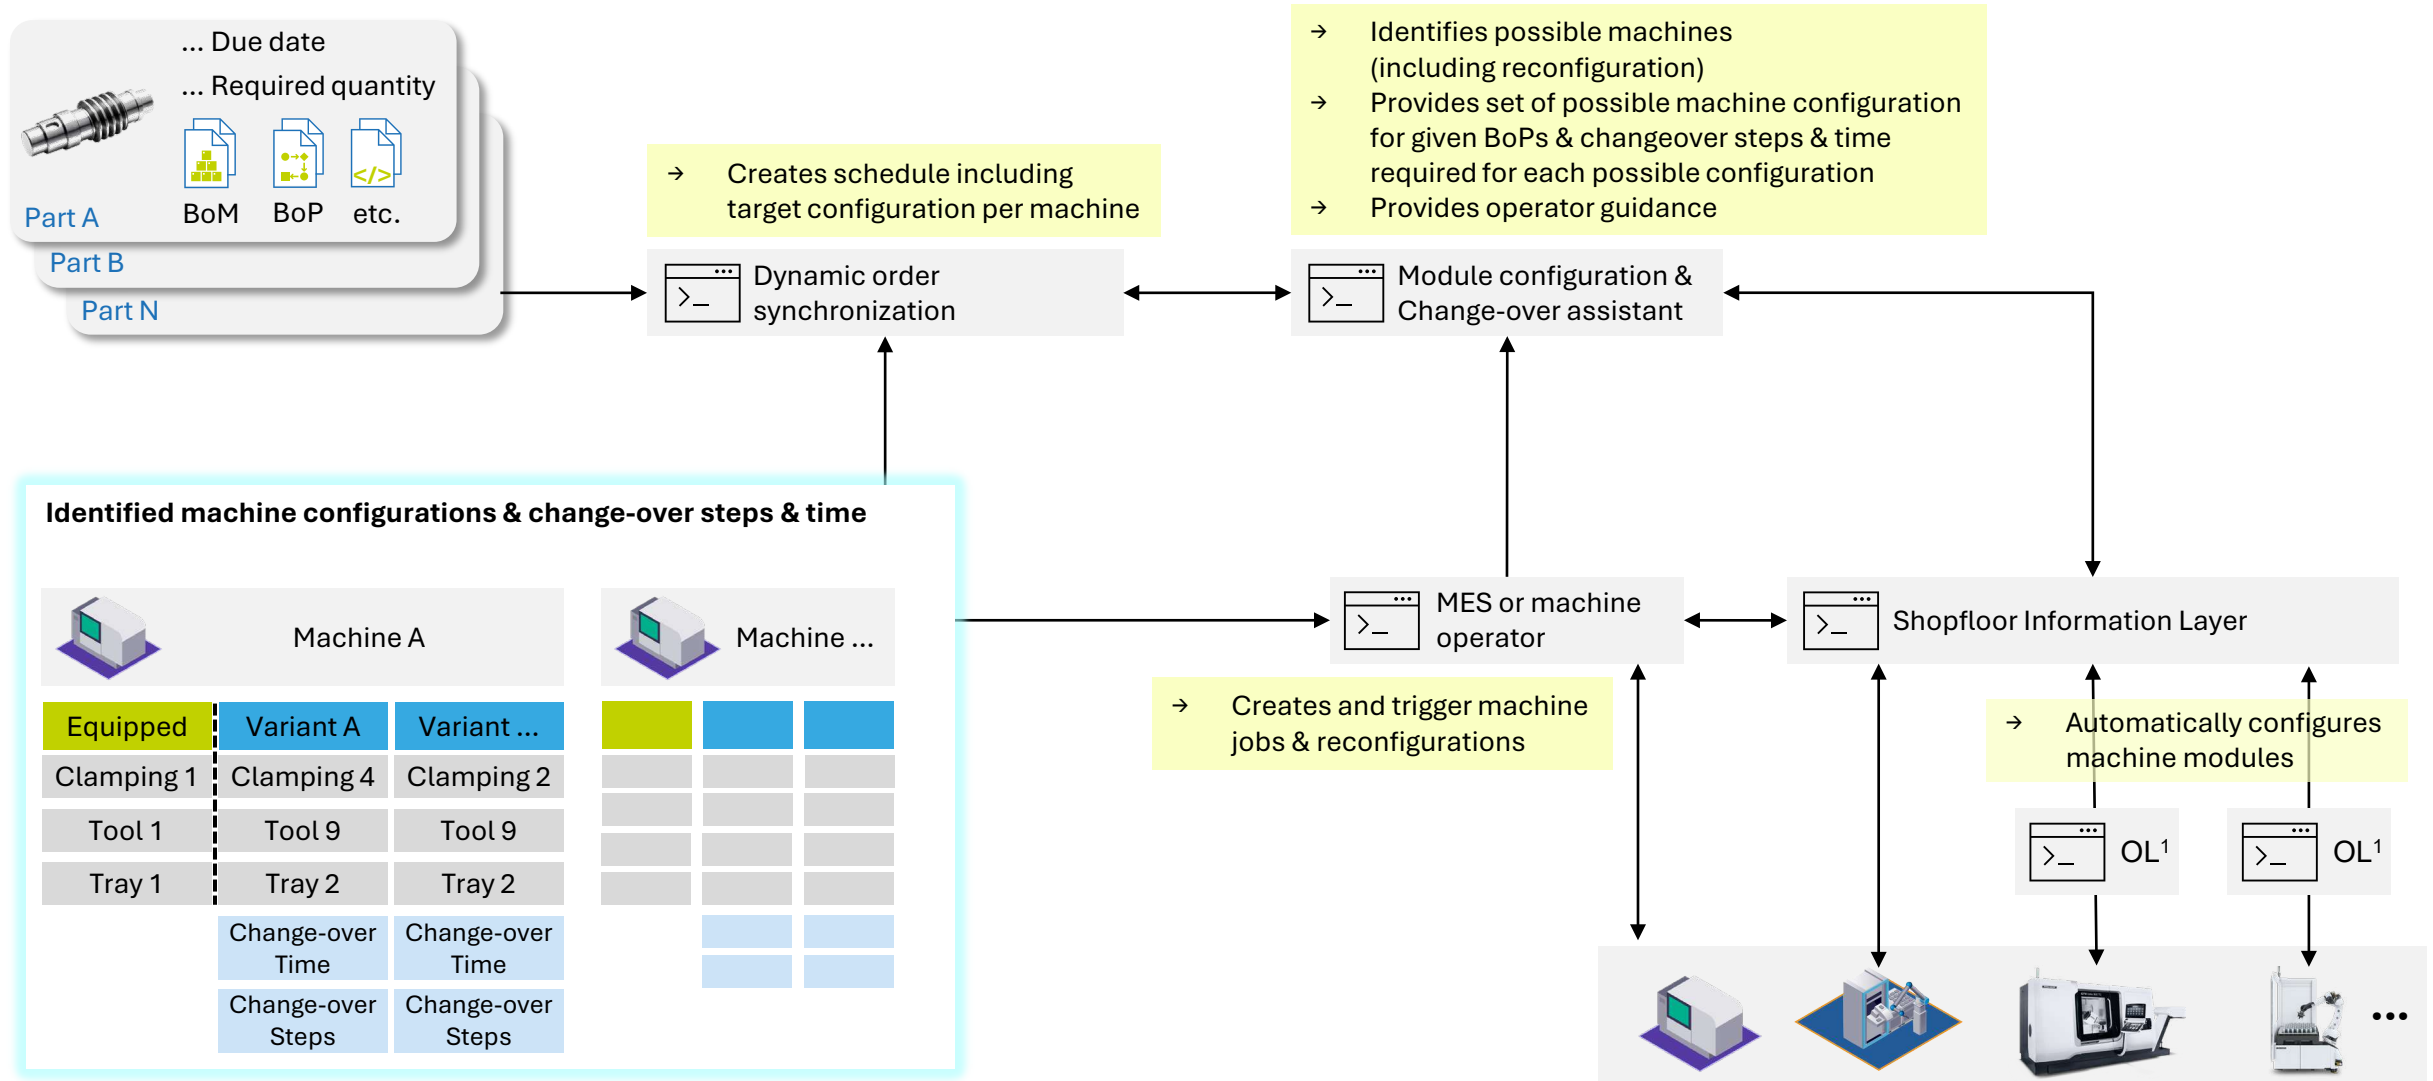 ... Due date
... Required quantity
BoM BoP etc.
Part A
Part B
Part N
→ Creates schedule including
target configuration per machine
→ Identifies possible machines
(including reconfiguration)
→ Provides set of possible machine configuration
for given BoPs & changeover steps & time
required for each possible configuration
→ Provides operator guidance
Dynamic order
synchronization
Module configuration &
Change-over assistant
Identified machine configurations & change-over steps & time
Machine A
Machine ...
Equipped Variant A Variant ...
Clamping 1 Clamping 4 Clamping 2
Tool 1 Tool 9 Tool 9
Tray 1 Tray 2 Tray 2
Change-over Change-over
Time Time
Change-over Change-over
Steps Steps
MES or machine
operator
Shopfloor Information Layer
→ Creates and trigger machine
jobs & reconfigurations
→ Automatically configures
machine modules
OL¹ OL¹
...